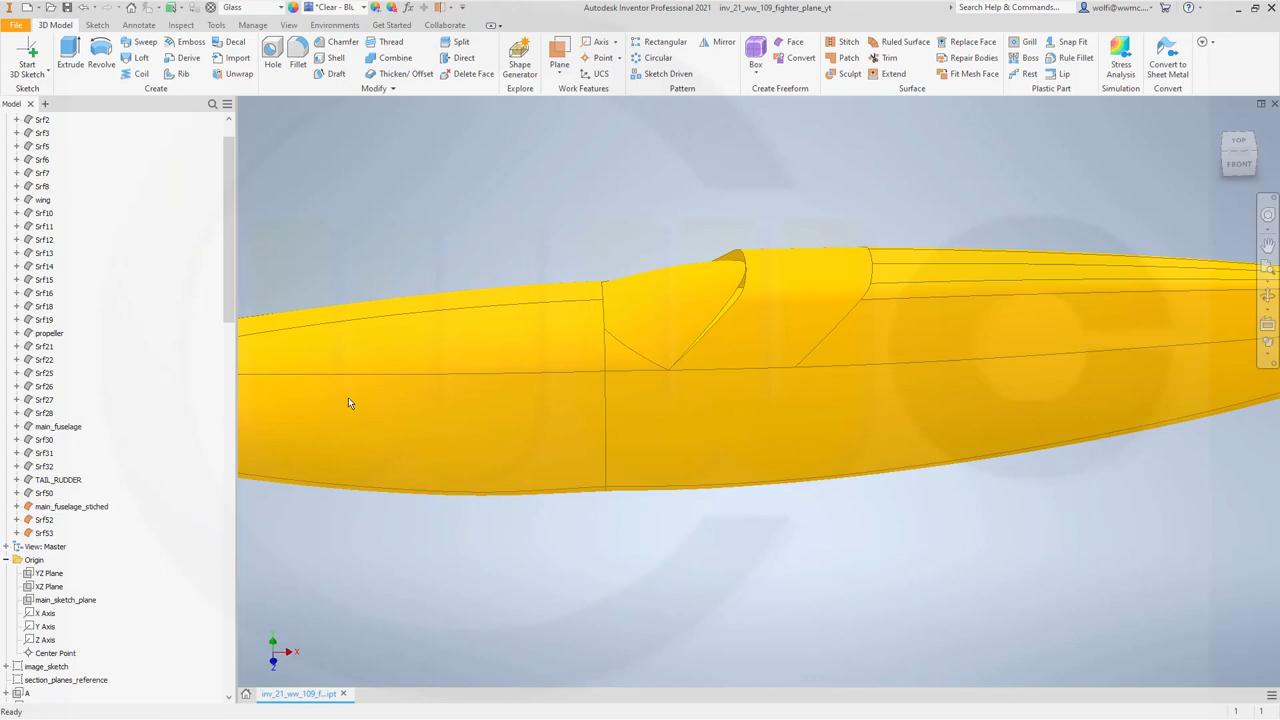 Glass
*Clear - Blu
Autodesk Inventor Professional 2021
inv_21_ww_109_fighter_plane_yt
Search Help & Commands...
wolfi@wwmc...
File
3D Model
Sketch
Annotate
Inspect
Tools
Manage
View
Environments
Get Started
Collaborate
Start
3D Sketch
Sketch
Extrude
Revolve
Sweep
Loft
Coil
Emboss
Derive
Rib
Decal
Import
Unwrap
Create
Hole
Fillet
Chamfer
Shell
Draft
Thread
Combine
Thicken/ Offset
Split
Direct
Delete Face
Modify
Shape
Generator
Explore
Plane
Axis
Point
UCS
Work Features
Rectangular
Circular
Sketch Driven
Mirror
Pattern
Box
Face
Convert
Create Freeform
Stitch
Patch
Sculpt
Ruled Surface
Trim
Extend
Replace Face
Repair Bodies
Fit Mesh Face
Surface
Grill
Boss
Rest
Snap Fit
Rule Fillet
Lip
Plastic Part
Stress
Analysis
Simulation
Convert to
Sheet Metal
Convert
Model
Srf2
Srf3
Srf5
Srf6
Srf7
Srf8
wing
Srf10
Srf11
Srf12
Srf13
Srf14
Srf15
Srf16
Srf18
Srf19
propeller
Srf21
Srf22
Srf25
Srf26
Srf27
Srf28
main_fuselage
Srf30
Srf31
Srf32
TAIL_RUDDER
Srf50
main_fuselage_stiched
Srf52
Srf53
View: Master
Origin
YZ Plane
XZ Plane
main_sketch_plane
X Axis
Y Axis
Z Axis
Center Point
image_sketch
section_planes_reference
A
TOP
FRONT
Y
X
Z
inv_21_ww_109_f...ipt
Ready
1 1